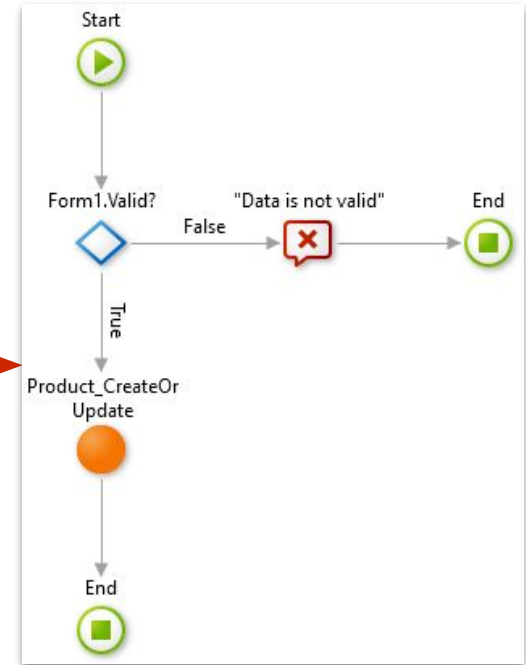 Start
Form1.Valid?
"Data is not valid"
End
False
True
Product_CreateOr
Update
End